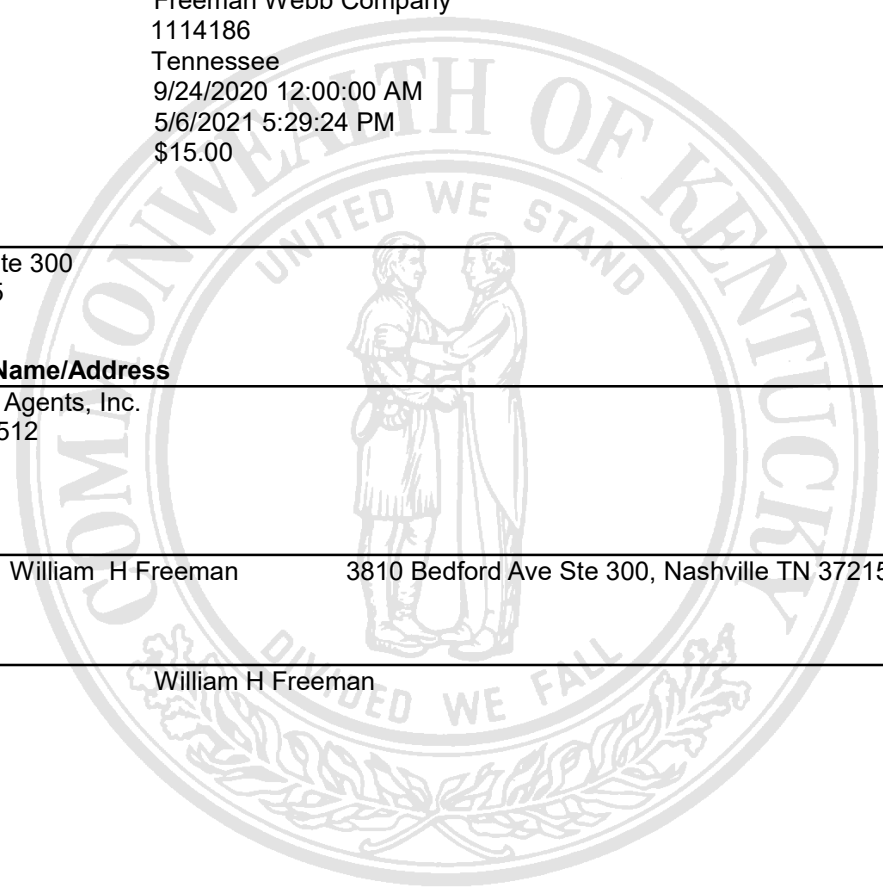 Freeman Webb Company
1114186
Tennessee
9/24/2020 12:00:00 AM
5/6/2021 5:29:24 PM
$15.00
te 300
Name/Address
Agents, Inc.
512
William H Freeman 3810 Bedford Ave Ste 300, Nashville TN 37215
William H Freeman
COMMONWEALTH OF KENTUCKY
UNITED WE STAND
DIVIDED WE FALL